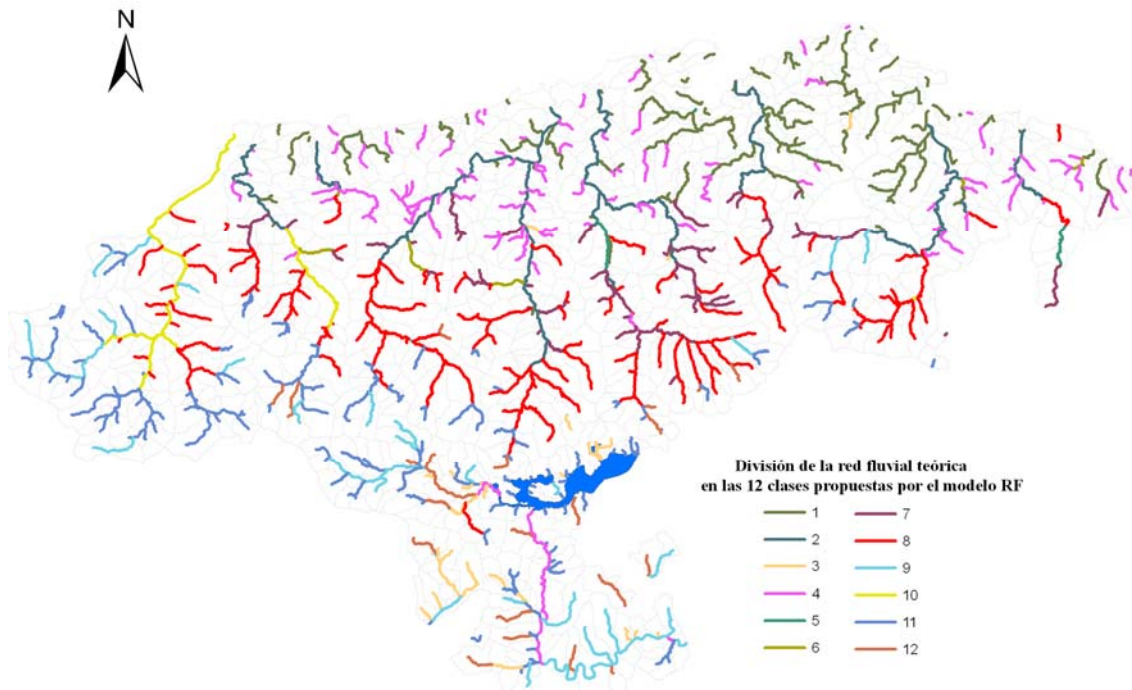 N
División de la red fluvial teórica
en las 12 clases propuestas por el modelo RF
1 7
2 8
3 9
4 10
5 11
6 12